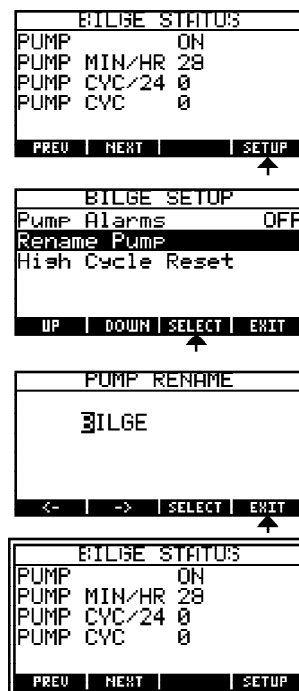 BILGE STATUS
PUMP ON
PUMP MIN/HR 28
PUMP CYC/24 0
PUMP CYC 0
PREV NEXT SETUP
BILGE SETUP
Pump Alarms OFF
Rename Pump
High Cycle Reset
UP DOWN SELECT EXIT
PUMP RENAME
BILGE
<- -> SELECT EXIT
BILGE STATUS
PUMP ON
PUMP MIN/HR 28
PUMP CYC/24 0
PUMP CYC 0
PREV NEXT SETUP